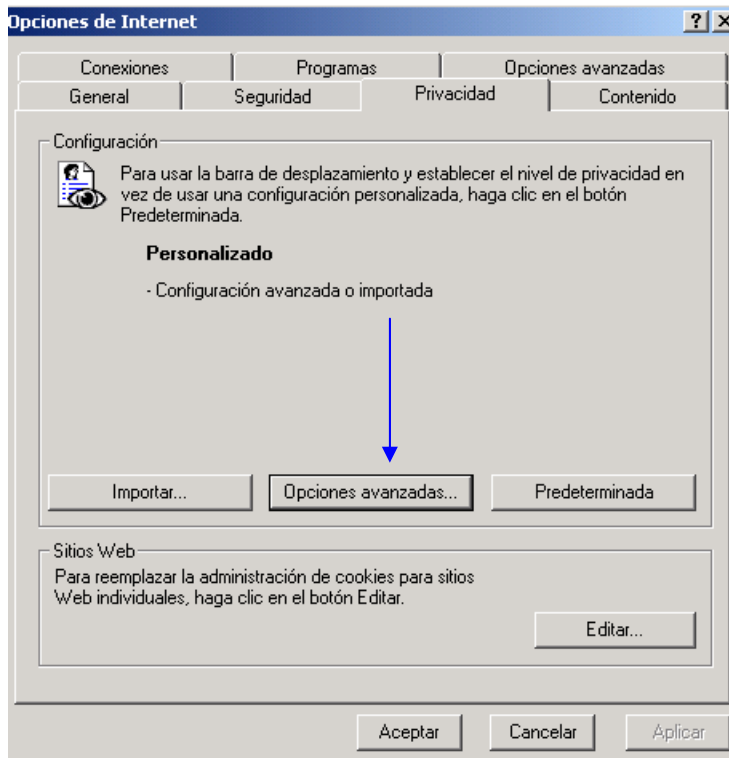 Opciones de Internet
Conexiones
Programas
Opciones avanzadas
General
Seguridad
Privacidad
Contenido
Configuración
Para usar la barra de desplazamiento y establecer el nivel de privacidad en
vez de usar una configuración personalizada, haga clic en el botón
Predeterminada.
Personalizado
- Configuración avanzada o importada
Importar...
Opciones avanzadas...
Predeterminada
Sitios Web
Para reemplazar la administración de cookies para sitios
Web individuales, haga clic en el botón Editar.
Editar...
Aceptar
Cancelar
Aplicar